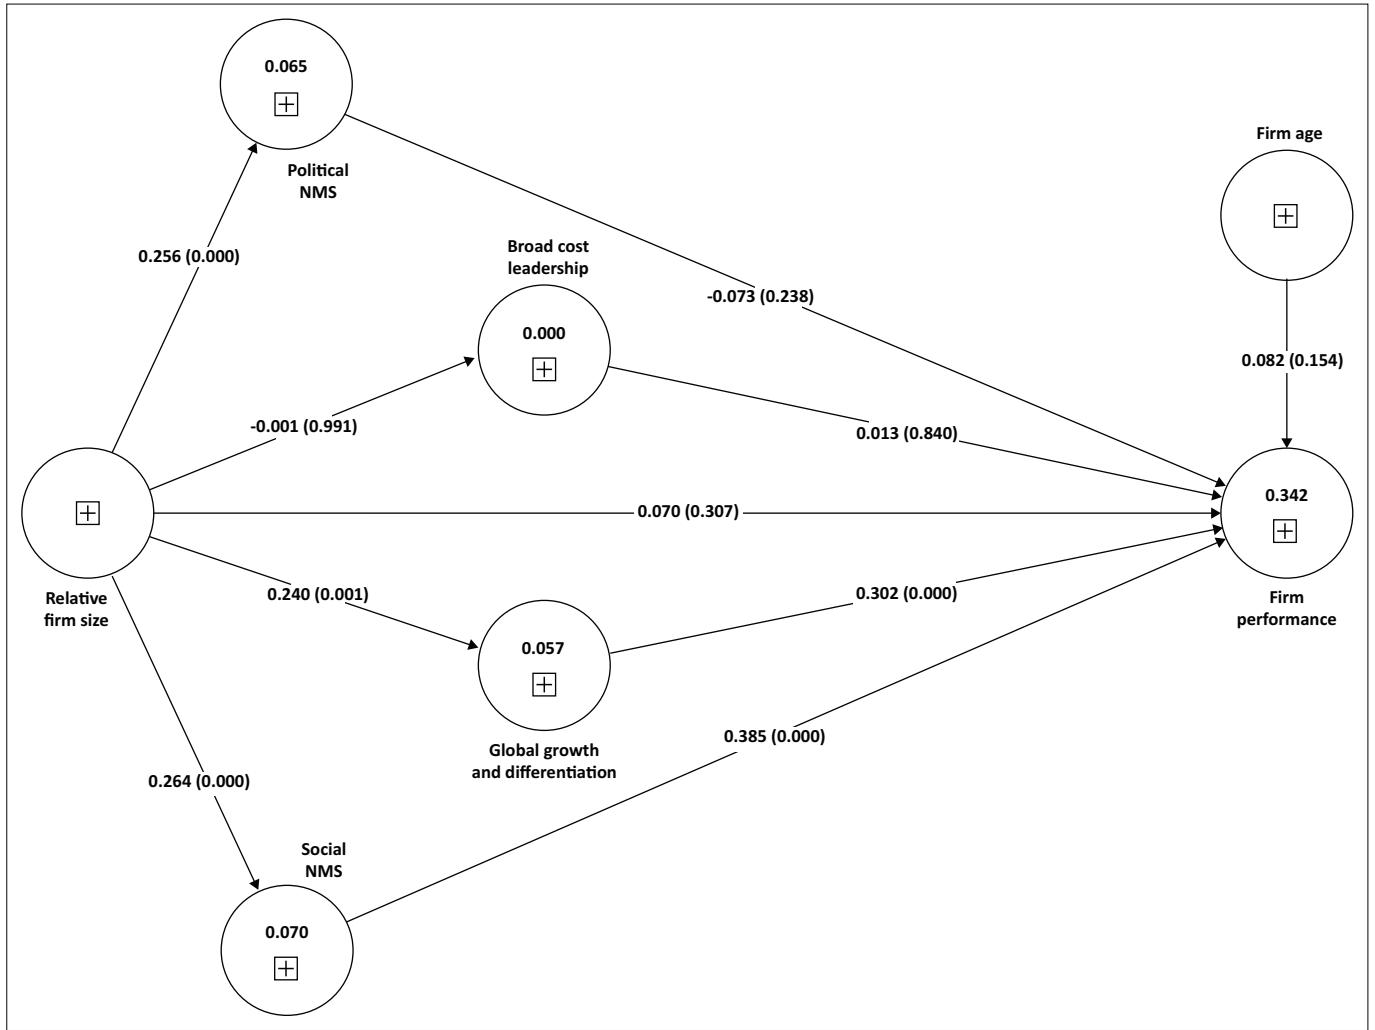 0.065
Political
NMS
Firm age
0.256 (0.000)
Broad cost
leadership
-0.073 (0.238)
0.000
0.082 (0.154)
-0.001 (0.991)
0.013 (0.840)
0.342
0.070 (0.307)
Relative
firm size
0.240 (0.001)
0.302 (0.000)
Firm
performance
0.057
Global growth
and differentiation
0.385 (0.000)
0.264 (0.000)
Social
NMS
0.070